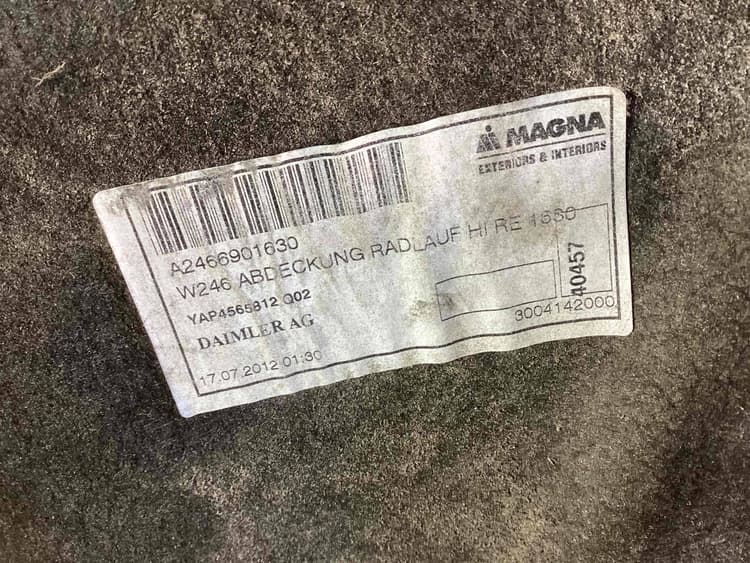 MAGNA
EXTERIORS & INTERIORS
A2466901630
W246 ABDECKUNG RADLAUF HI RE 1630
YAP4565812 Q02
40457
DAIMLER AG
3004142000
17.07.2012 01:30